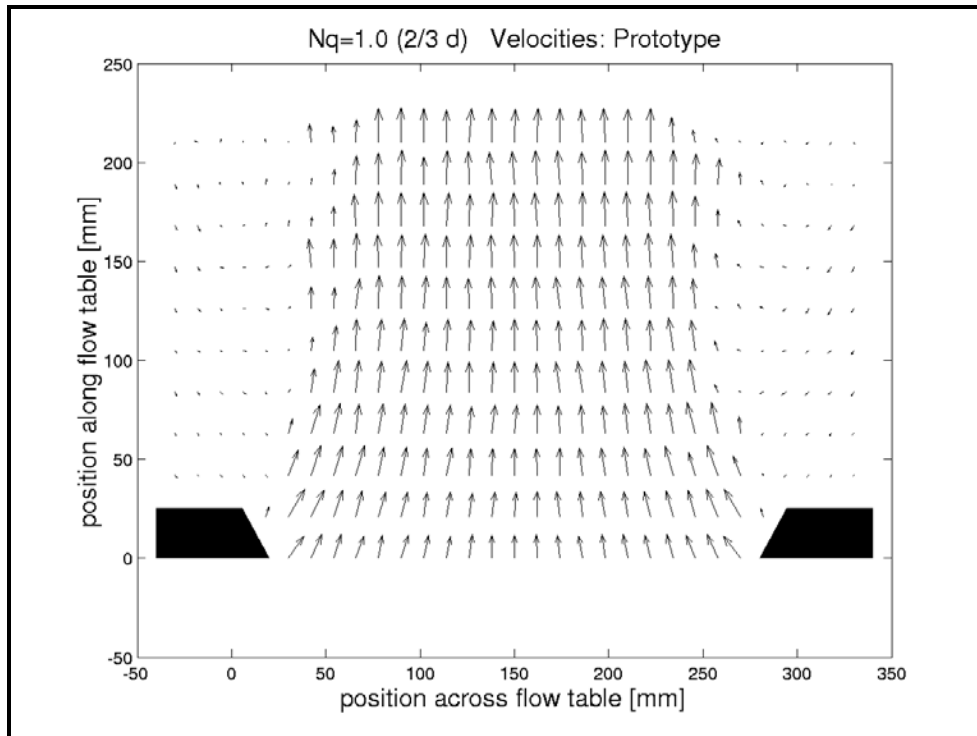 Nq=1.0 (2/3 d) Velocities: Prototype
250
200
150
100
50
0
-50
position along flow table [mm]
-50 0 50 100 150 200 250 300 350
position across flow table [mm]